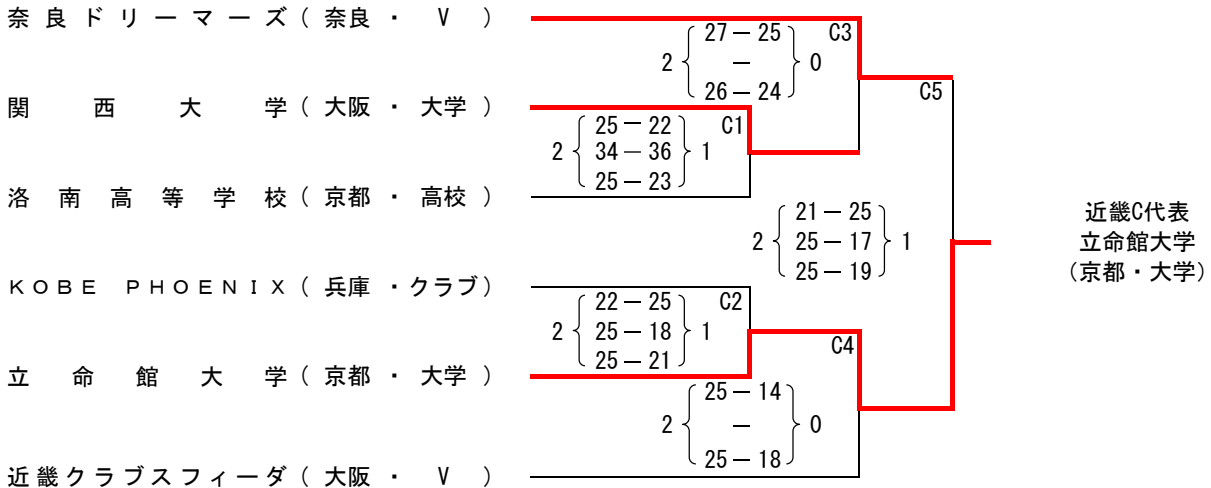 奈良ドリーマーズ(奈良・V)
27－25 C3
2 － 0
26－24 C5
関西大学(大阪・大学)
25－22 C1
2 34－36 1
25－23
洛南高等学校(京都・高校)
21－25
2 25－17 1
25－19
近畿C代表
立命館大学
(京都・大学)
KOBE PHOENIX(兵庫・クラブ)
22－25 C2
2 25－18 1
25－21 C4
立命館大学(京都・大学)
25－14
2 － 0
25－18
近畿クラブスフィーダ(大阪・V)